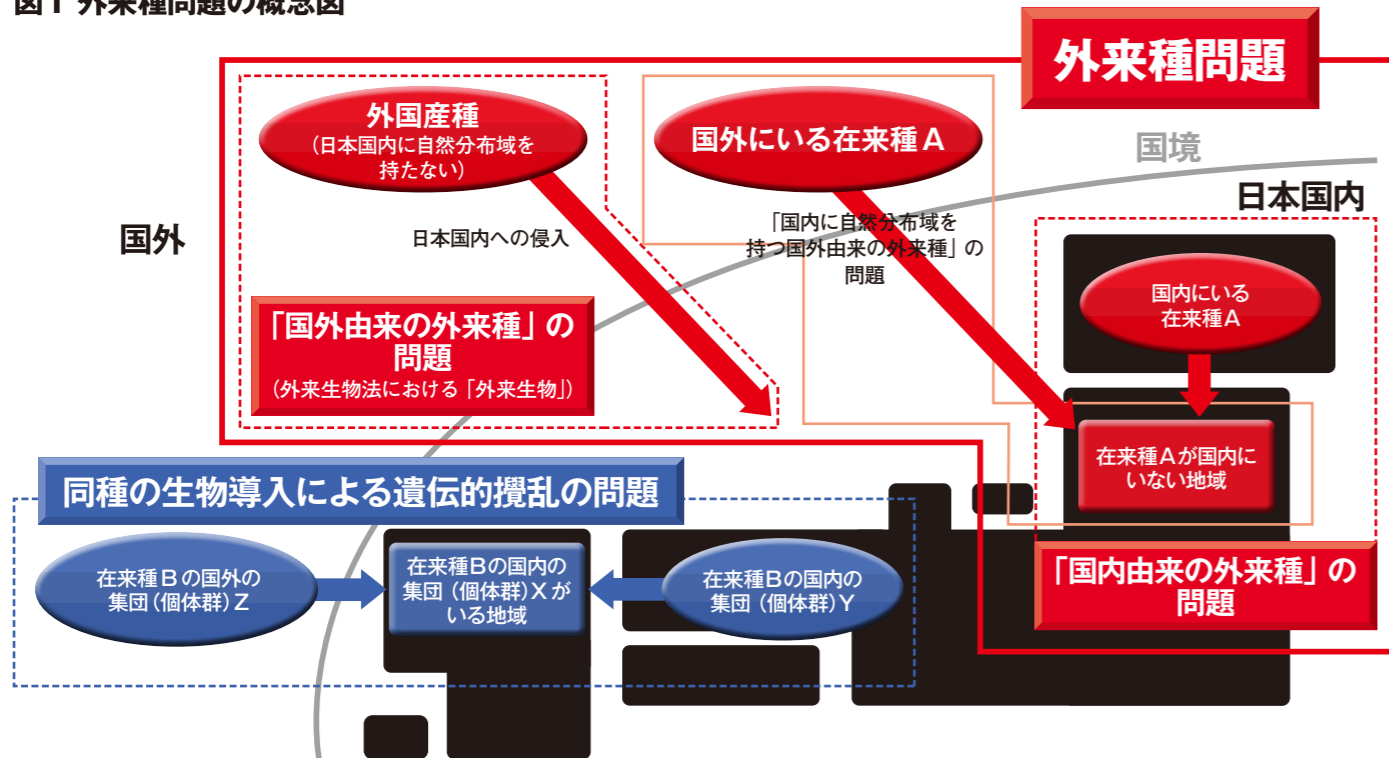 図1 外来種問題の概念図
外来種問題
外国産種
(日本国内に自然分布域を
持たない)
国外にいる在来種A
国境
日本国内
国外
日本国内への侵入
「国内に自然分布域を
持つ国外由来の外来種」の
問題
国内にいる
在来種A
「国外由来の外来種」の
問題
(外来生物法における「外来生物」)
在来種Aが国内に
いない地域
同種の生物導入による遺伝的攪乱の問題
在来種Bの国外の
集団(個体群)Z
在来種Bの国内の
集団(個体群)Xが
いる地域
在来種Bの国内の
集団(個体群)Y
「国内由来の外来種」の
問題